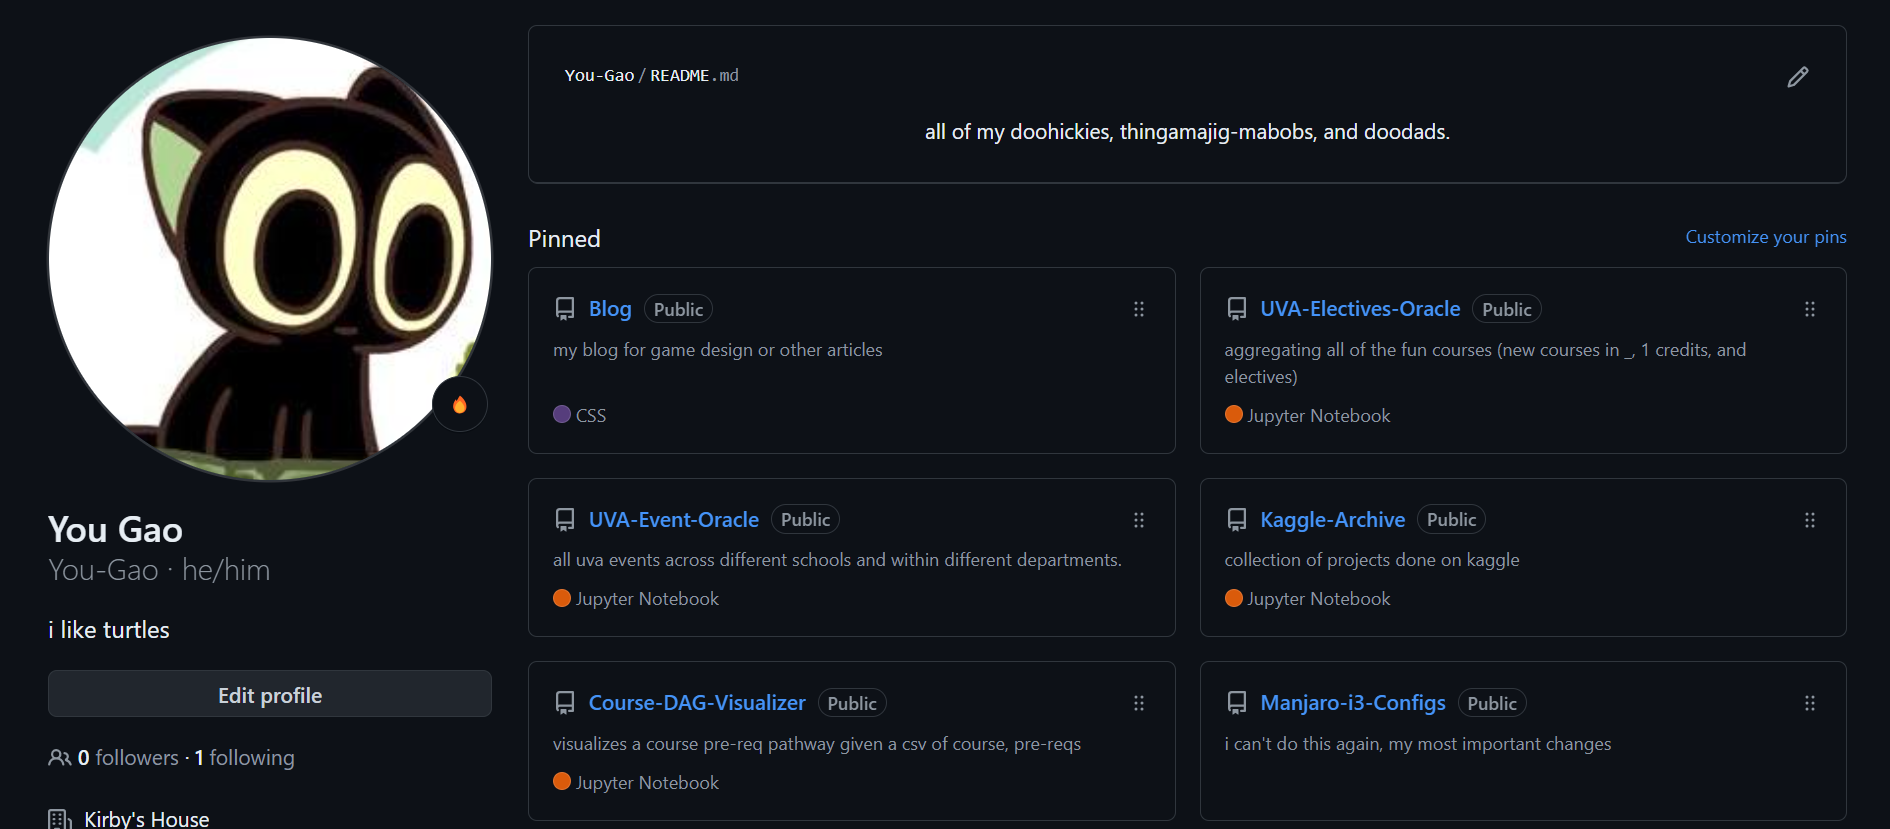 You-Gao / README.md
all of my doohickies, thingamajig-mabobs, and doodads.
Pinned
Customize your pins
Blog Public
my blog for game design or other articles
CSS
UVA-Electives-Oracle Public
aggregating all of the fun courses (new courses in _, 1 credits, and
electives)
Jupyter Notebook
UVA-Event-Oracle Public
all uva events across different schools and within different departments.
Jupyter Notebook
Kaggle-Archive Public
collection of projects done on kaggle
Jupyter Notebook
Course-DAG-Visualizer Public
visualizes a course pre-req pathway given a csv of course, pre-reqs
Jupyter Notebook
Manjaro-i3-Configs Public
i can't do this again, my most important changes
You Gao
You-Gao · he/him
i like turtles
Edit profile
0 followers · 1 following
Kirby's House